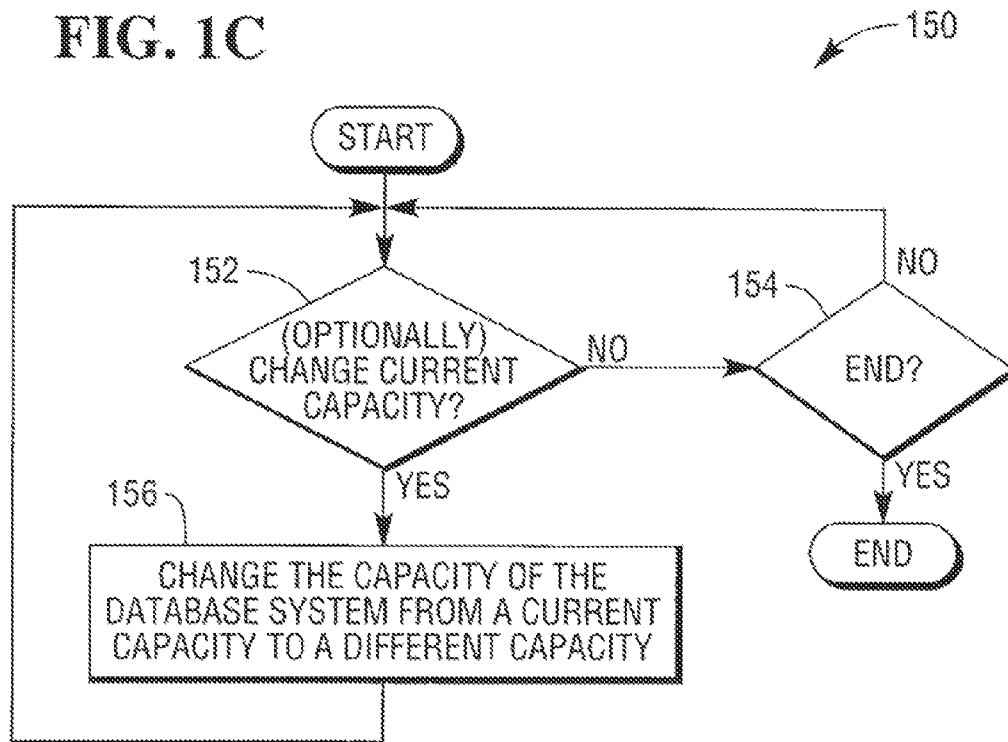 FIG. 1C
150
START
152
(OPTIONALLY)
CHANGE CURRENT
CAPACITY?
NO
154
NO
END?
YES
YES
156
CHANGE THE CAPACITY OF THE
DATABASE SYSTEM FROM A CURRENT
CAPACITY TO A DIFFERENT CAPACITY
END